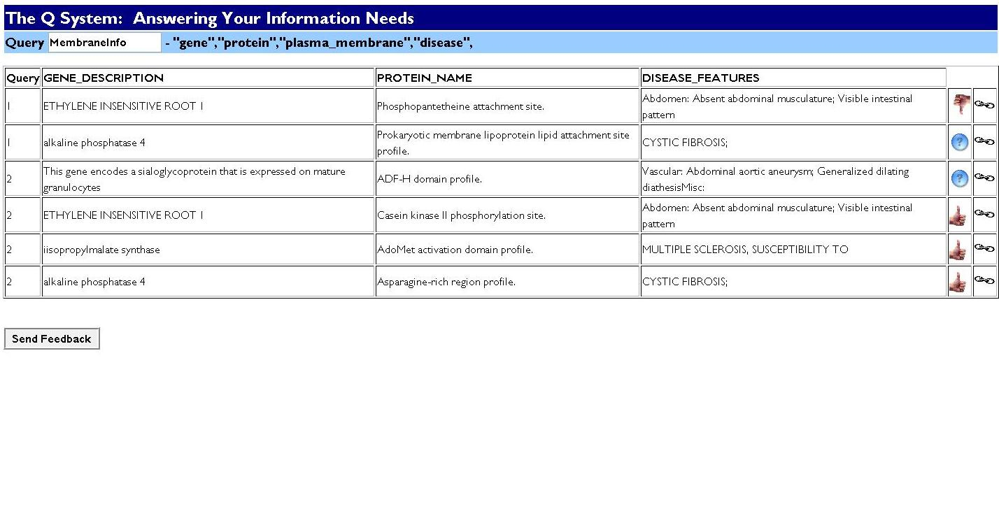 The Q System: Answering Your Information Needs
Query MembraneInfo - "gene","protein","plasma_membrane","disease",
Query GENE_DESCRIPTION PROTEIN_NAME DISEASE_FEATURES
1 ETHYLENE INSENSITIVE ROOT 1 Phosphopantetheine attachment site. Abdomen: Absent abdominal musculature; Visible intestinal
pattern
1 alkaline phosphatase 4 Prokaryotic membrane lipoprotein lipid attachment site
profile. CYSTIC FIBROSIS; ?
2 This gene encodes a sialoglycoprotein that is expressed on mature
granulocytes ADF-H domain profile. Vascular: Abdominal aortic aneurysm; Generalized dilating
diathesisMisc: ?
2 ETHYLENE INSENSITIVE ROOT 1 Casein kinase II phosphorylation site. Abdomen: Absent abdominal musculature; Visible intestinal
pattern
2 iisopropylmalate synthase AdoMet activation domain profile. MULTIPLE SCLEROSIS, SUSCEPTIBILITY TO
2 alkaline phosphatase 4 Asparagine-rich region profile. CYSTIC FIBROSIS;
Send Feedback